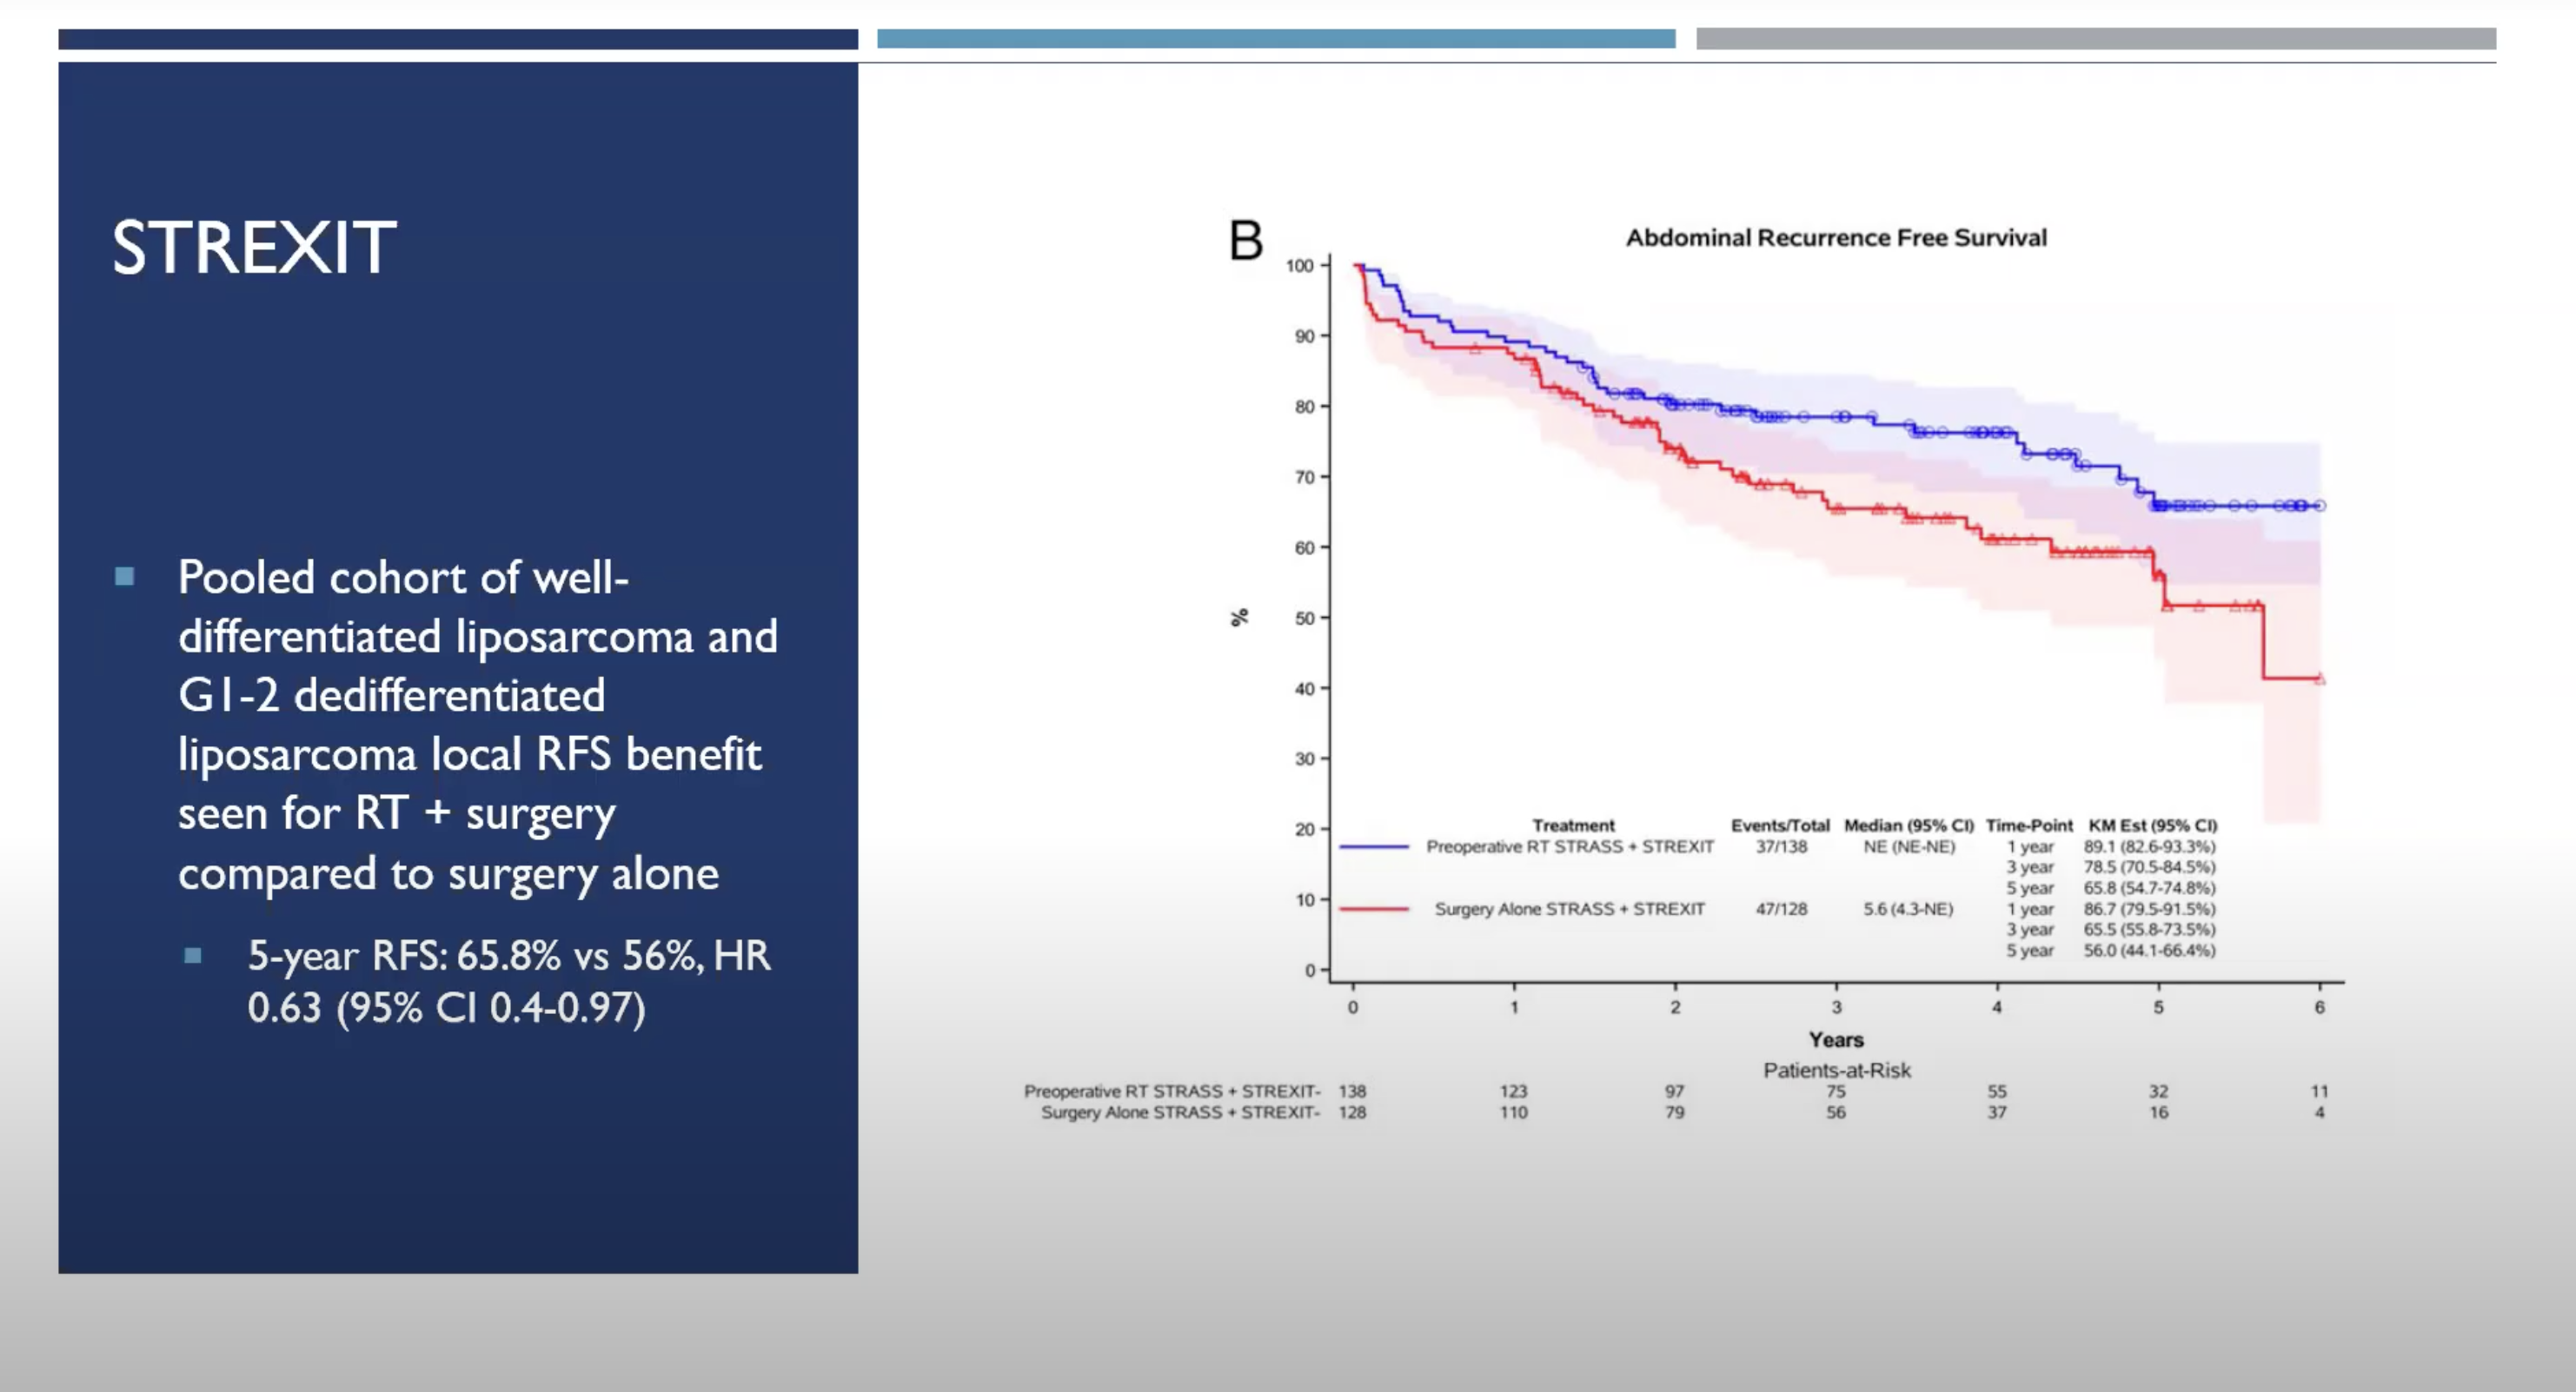 STREXIT
Pooled cohort of well-
differentiated liposarcoma and
G1-2 dedifferentiated
liposarcoma local RFS benefit
seen for RT + surgery
compared to surgery alone
5-year RFS: 65.8% vs 56%, HR
0.63 (95% CI 0.4-0.97)
B
Abdominal Recurrence Free Survival
100
90
80
70
60
50
40
30
20
10
0
%
Treatment Events/Total Median (95% CI) Time-Point KM Est (95% CI)
Preoperative RT STRASS + STREXIT 37/138 NE (NE-NE) 1 year 89.1 (82.6-93.3%)
3 year 78.5 (70.5-84.5%)
5 year 65.8 (54.7-74.8%)
Surgery Alone STRASS + STREXIT 47/128 5.6 (4.3-NE) 1 year 86.7 (79.5-91.5%)
3 year 65.5 (55.8-73.5%)
5 year 56.0 (44.1-66.4%)
0 1 2 3 4 5 6
Years
Patients-at-Risk
Preoperative RT STRASS + STREXIT- 138 123 97 75 55 32 11
Surgery Alone STRASS + STREXIT- 128 110 79 56 37 16 4